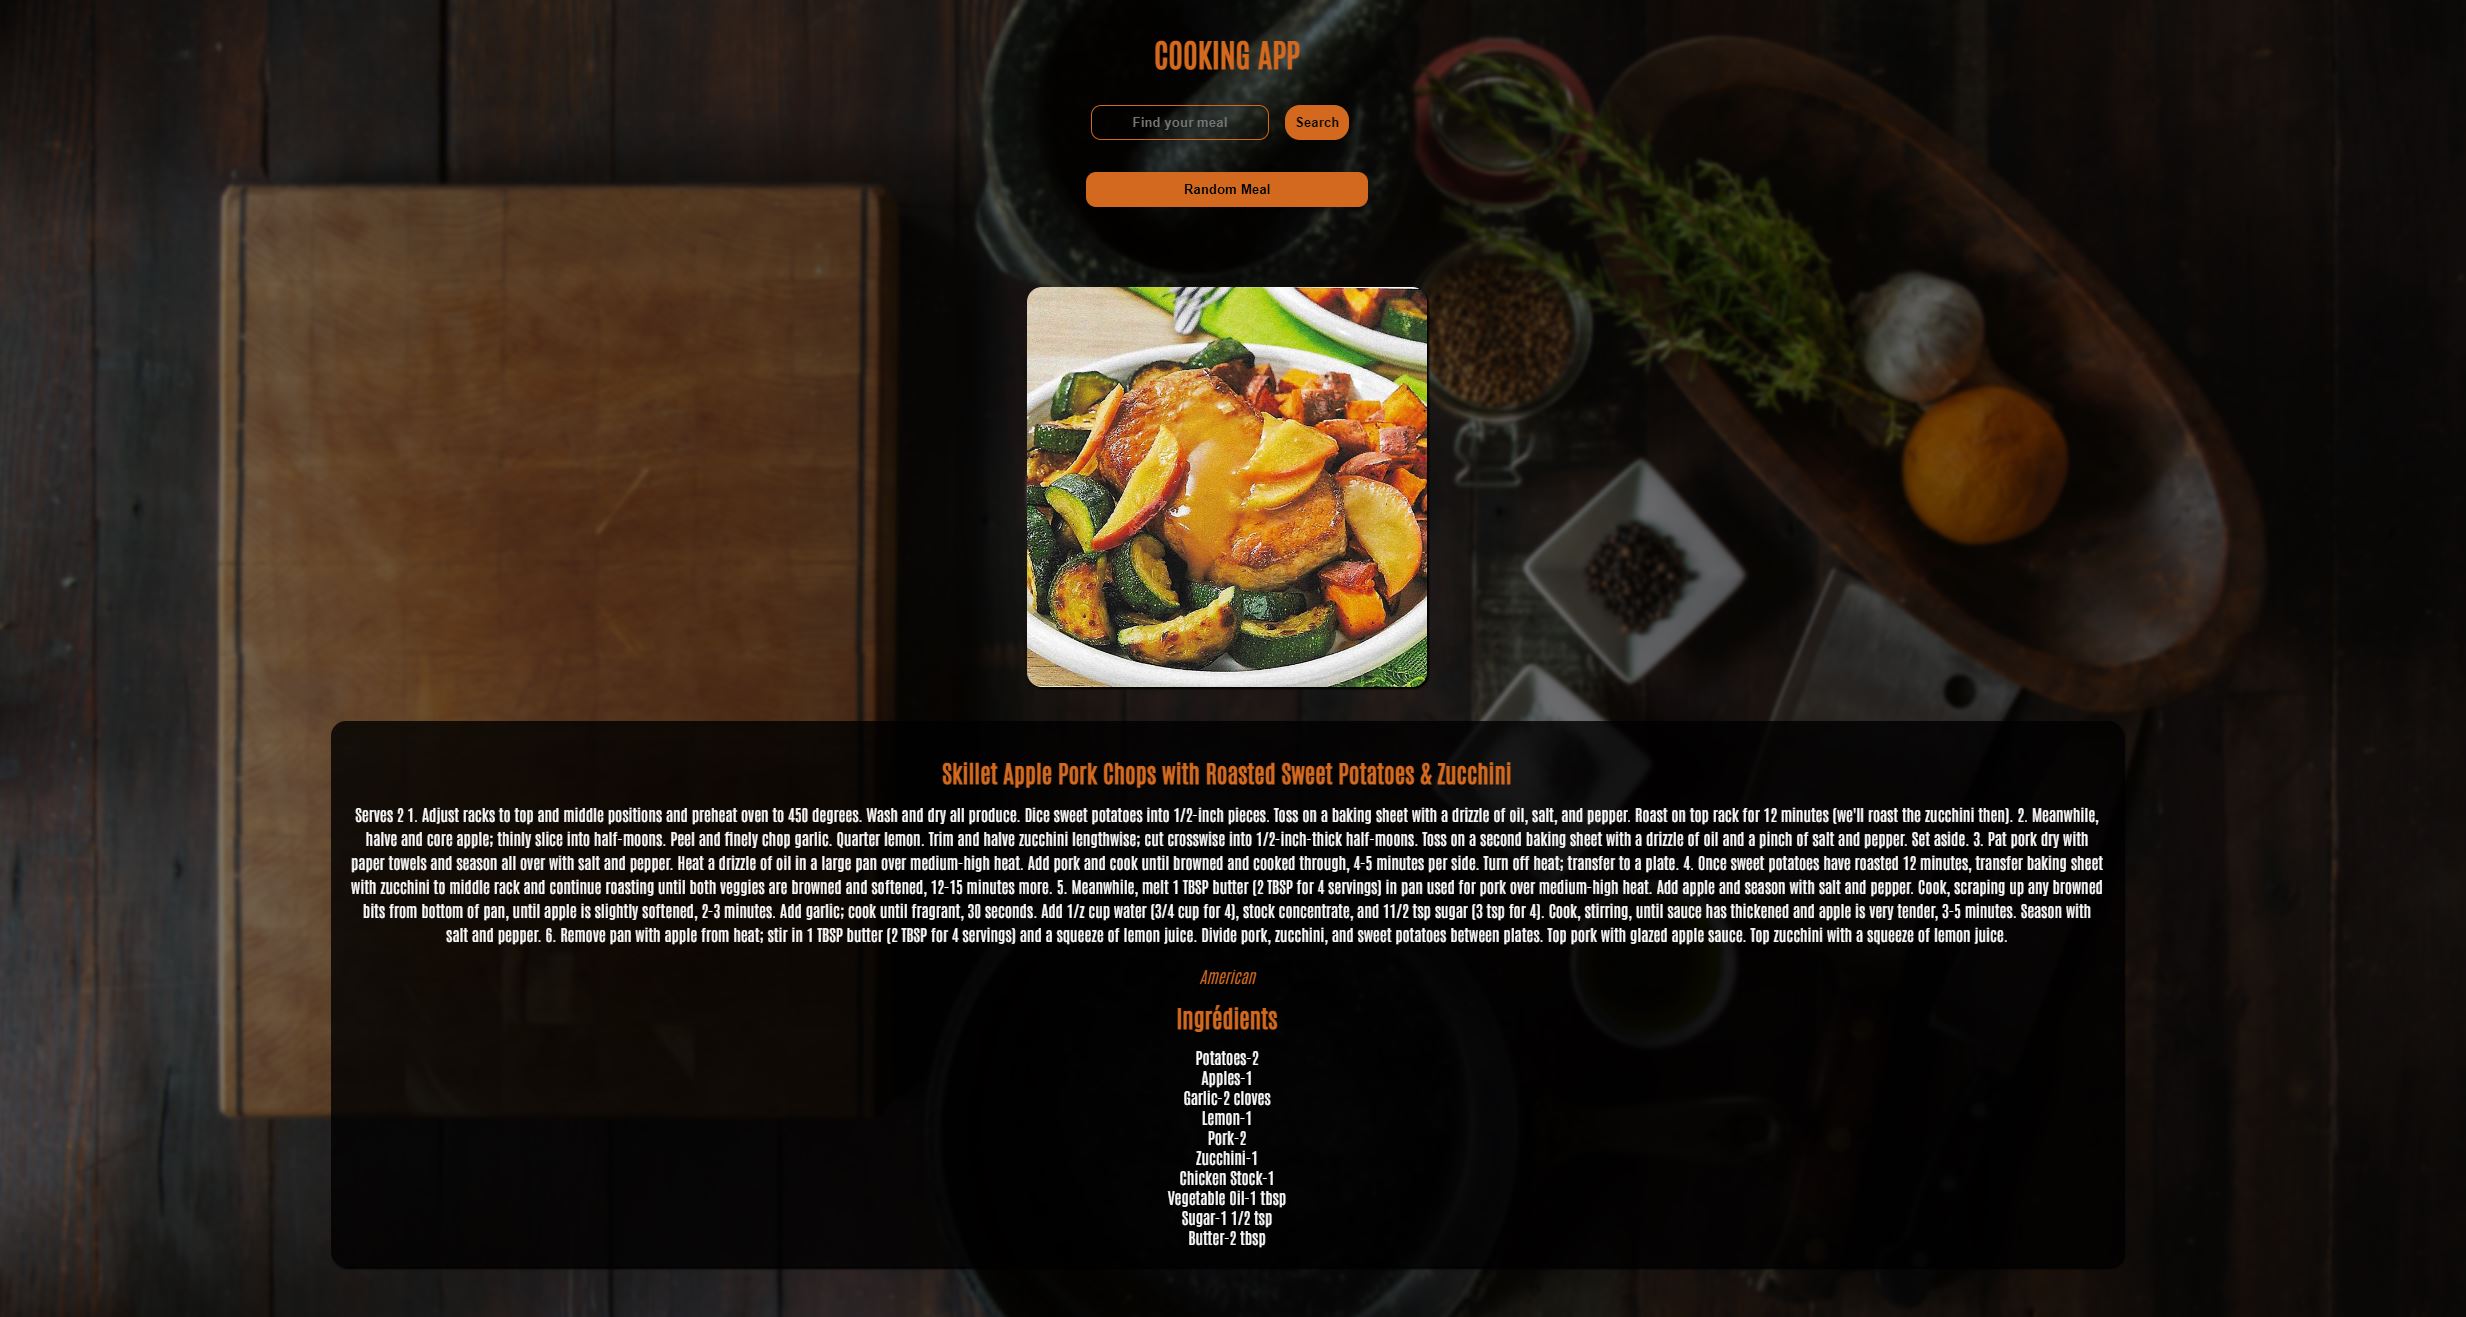 COOKING APP
Find your meal
Search
Random Meal
Skillet Apple Pork Chops with Roasted Sweet Potatoes & Zucchini
Serves 2 1. Adjust racks to top and middle positions and preheat oven to 450 degrees. Wash and dry all produce. Dice sweet potatoes into 1/2-inch pieces. Toss on a baking sheet with a drizzle of oil, salt, and pepper. Roast on top rack for 12 minutes (we'll roast the zucchini then). 2. Meanwhile,
halve and core apple; thinly slice into half-moons. Peel and finely chop garlic. Quarter lemon. Trim and halve zucchini lengthwise; cut crosswise into 1/2-inch-thick half-moons. Toss on a second baking sheet with a drizzle of oil and a pinch of salt and pepper. Set aside. 3. Pat pork dry with
paper towels and season all over with salt and pepper. Heat a drizzle of oil in a large pan over medium-high heat. Add pork and cook until browned and cooked through, 4-5 minutes per side. Turn off heat; transfer to a plate. 4. Once sweet potatoes have roasted 12 minutes, transfer baking sheet
with zucchini to middle rack and continue roasting until both veggies are browned and softened, 12-15 minutes more. 5. Meanwhile, melt 1 TBSP butter (2 TBSP for 4 servings) in pan used for pork over medium-high heat. Add apple and season with salt and pepper. Cook, scraping up any browned
bits from bottom of pan, until apple is slightly softened, 2-3 minutes. Add garlic; cook until fragrant, 30 seconds. Add 1/z cup water (3/4 cup for 4), stock concentrate, and 11/2 tsp sugar (3 tsp for 4). Cook, stirring, until sauce has thickened and apple is very tender, 3-5 minutes. Season with
salt and pepper. 6. Remove pan with apple from heat; stir in 1 TBSP butter (2 TBSP for 4 servings) and a squeeze of lemon juice. Divide pork, zucchini, and sweet potatoes between plates. Top pork with glazed apple sauce. Top zucchini with a squeeze of lemon juice.
American
Ingrédients
Potatoes-2
Apples-1
Garlic-2 cloves
Lemon-1
Pork-2
Zucchini-1
Chicken Stock-1
Vegetable Oil-1 tbsp
Sugar-1 1/2 tsp
Butter-2 tbsp